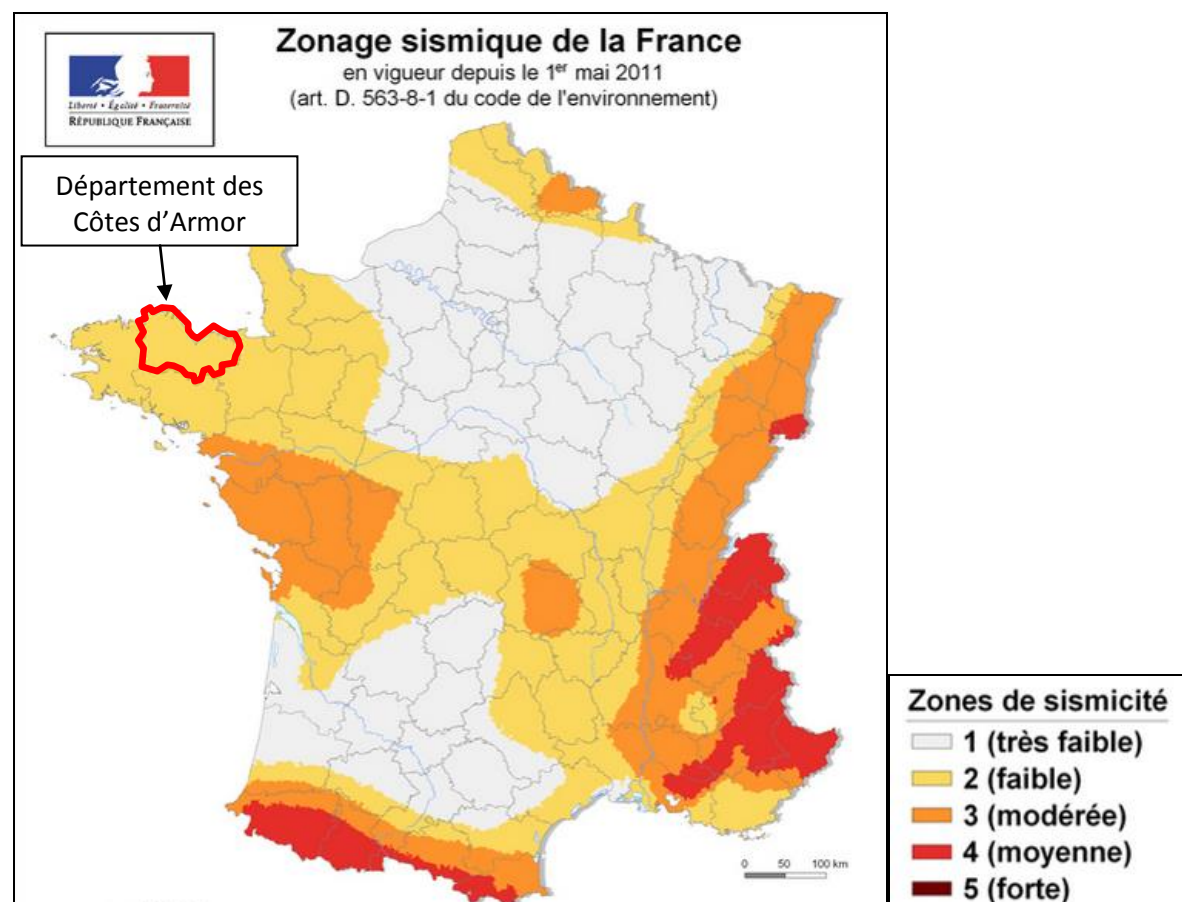 Zonage sismique de la France
en vigueur depuis le 1er mai 2011
(art. D. 563-8-1 du code de l'environnement)
Liberté • Égalité • Fraternité
RÉPUBLIQUE FRANÇAISE
Département des
Côtes d’Armor
0 50 100 km
Zones de sismicité
1 (très faible)
2 (faible)
3 (modérée)
4 (moyenne)
5 (forte)